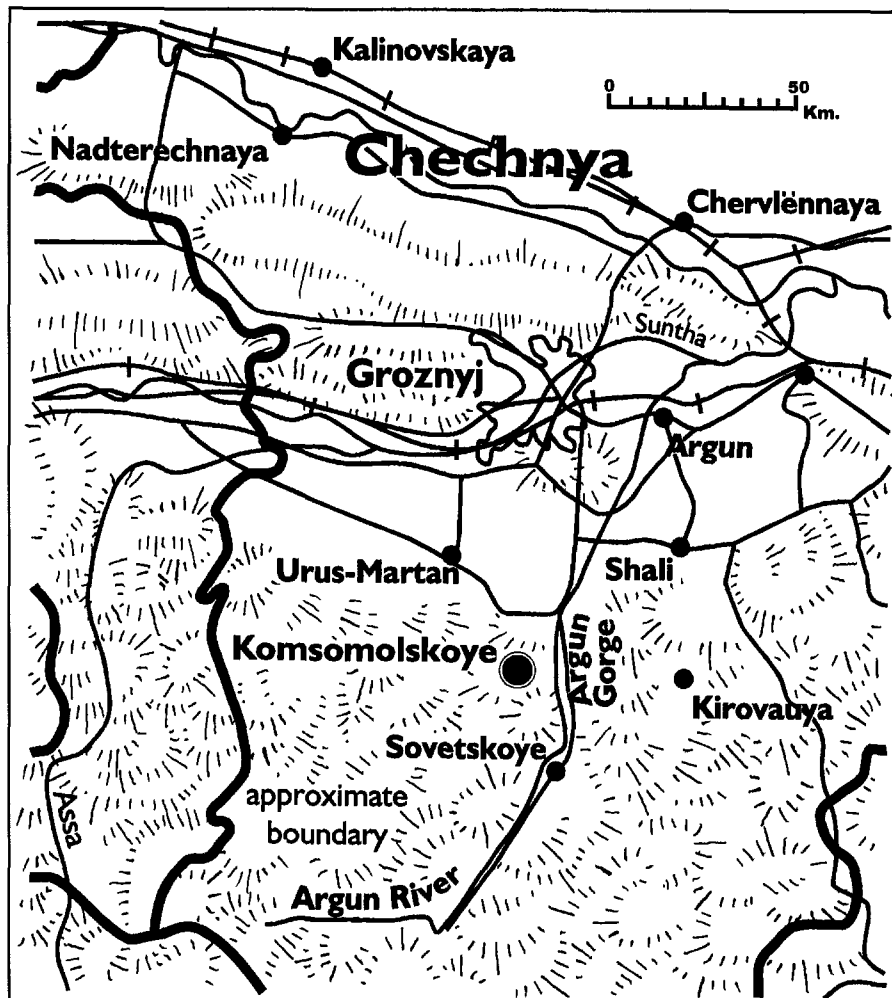 Kalinovskaya
0 50
Km.
Nadterechnaya
Chechnya
Chervlënnaya
Suntha
Groznyj
Argun
Urus-Martan
Shali
Argun
Gorge
Komsomolskoye
Kirovauya
Sovetskoye
approximate
boundary
Assa
Argun River